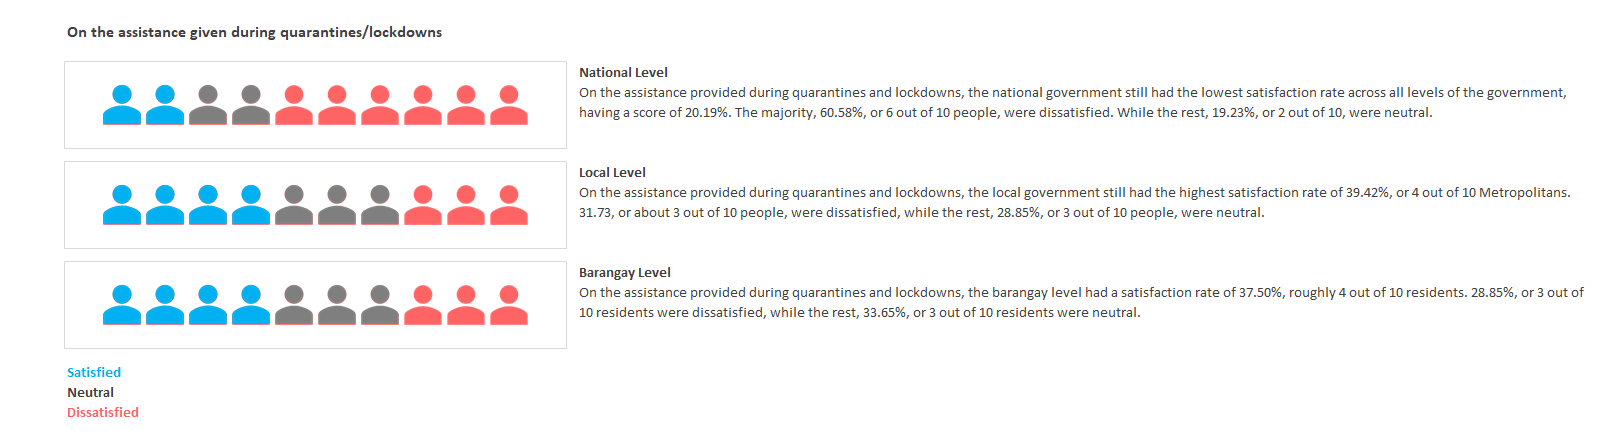 On the assistance given during quarantines/lockdowns
National Level
On the assistance provided during quarantines and lockdowns, the national government still had the lowest satisfaction rate across all levels of the government,
having a score of 20.19%. The majority, 60.58%, or 6 out of 10 people, were dissatisfied. While the rest, 19.23%, or 2 out of 10, were neutral.
Local Level
On the assistance provided during quarantines and lockdowns, the local government still had the highest satisfaction rate of 39.42%, or 4 out of 10 Metropolitans.
31.73, or about 3 out of 10 people, were dissatisfied, while the rest, 28.85%, or 3 out of 10 people, were neutral.
Barangay Level
On the assistance provided during quarantines and lockdowns, the barangay level had a satisfaction rate of 37.50%, roughly 4 out of 10 residents. 28.85%, or 3 out of
10 residents were dissatisfied, while the rest, 33.65%, or 3 out of 10 residents were neutral.
Satisfied
Neutral
Dissatisfied